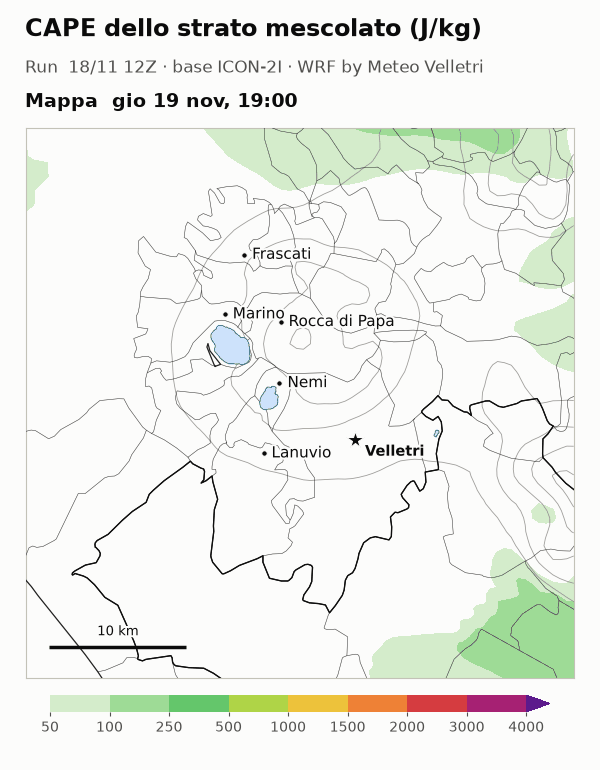 CAPE dello strato mescolato (J/kg)
Run  18/11 12Z · base ICON-2I · WRF by Meteo Velletri
Mappa  gio 19 nov, 19:00
Frascati
Marino
Rocca di Papa
Nemi
Velletri
Lanuvio
10 km
50 100 250 500 1000 1500 2000 3000 4000